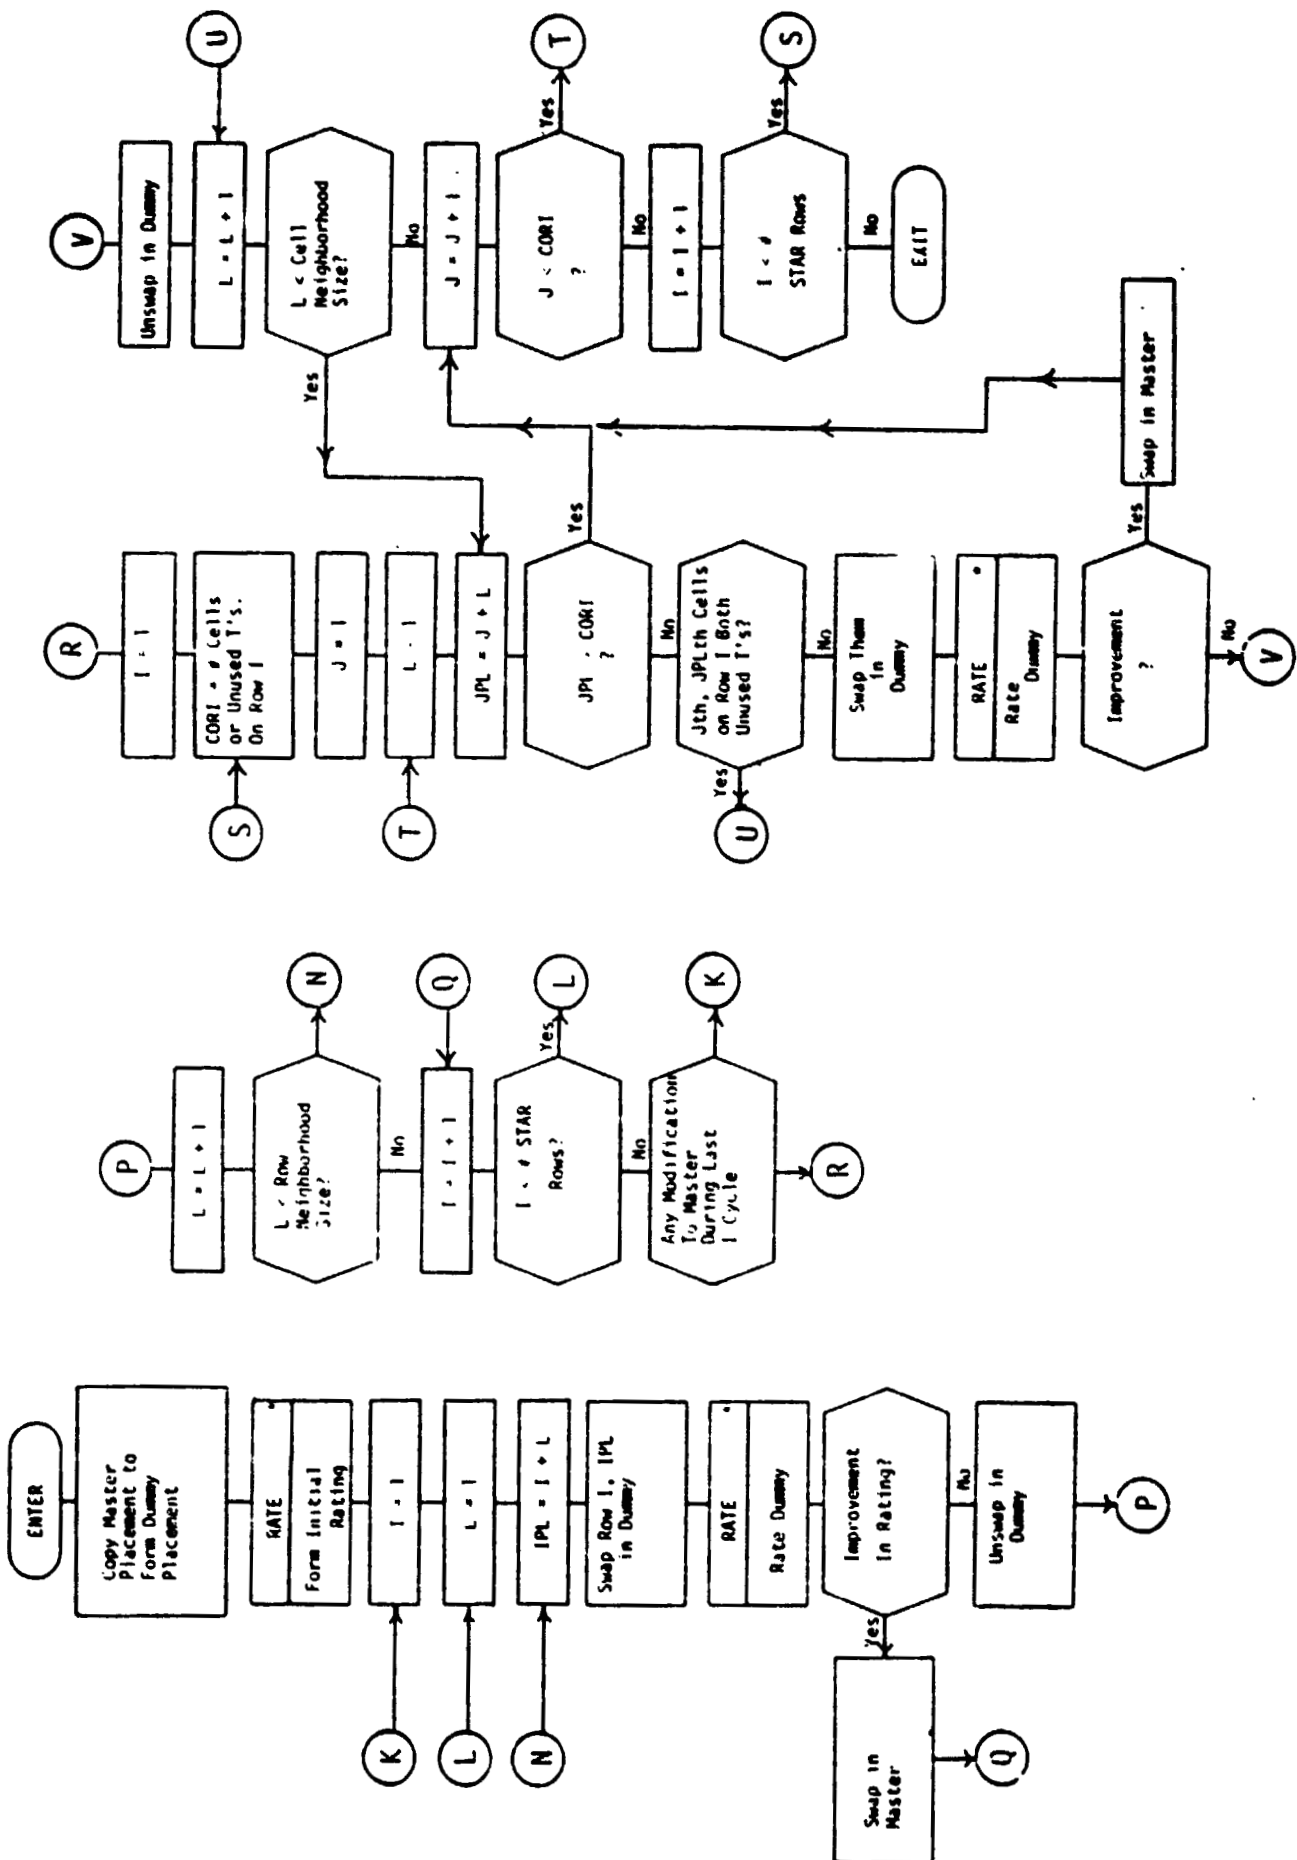 ENTER
Copy Master
Placement to
Form Dummy
Placement
RATE *
Form Initial
Rating
K
I = 1
L
L = 1
N
IPL = I + L
Swap Row I, IPL
in Dummy
RATE *
Rate Dummy
Improvement
In Rating?
Yes
Swap in
Master
Q
No
Unswap in
Dummy
P
P
L = L + 1
L < Row
Neighborhood
Size?
N
No
Q
I = I + 1
I < # STAR
Rows?
Yes
L
No
Any Modification
To Master
During Last
I Cycle
K
R
R
I = 1
S
CORI = # Cells
or Unused T's.
On Row I
J = 1
T
L = 1
JPL = J + L
JPL > CORI
?
Yes
No
Jth, JPLth Cells
on Row I Both
Unused T's?
Yes
U
No
Swap Them
in
Dummy
RATE *
Rate
Dummy
Improvement
?
Yes
Swap in Master
No
V
V
Unswap in Dummy
U
L = L + 1
L < Cell
Neighborhood
Size?
Yes
No
J = J + 1
J < CORI
?
Yes
T
No
I = I + 1
I < #
STAR Rows
Yes
S
No
EXIT